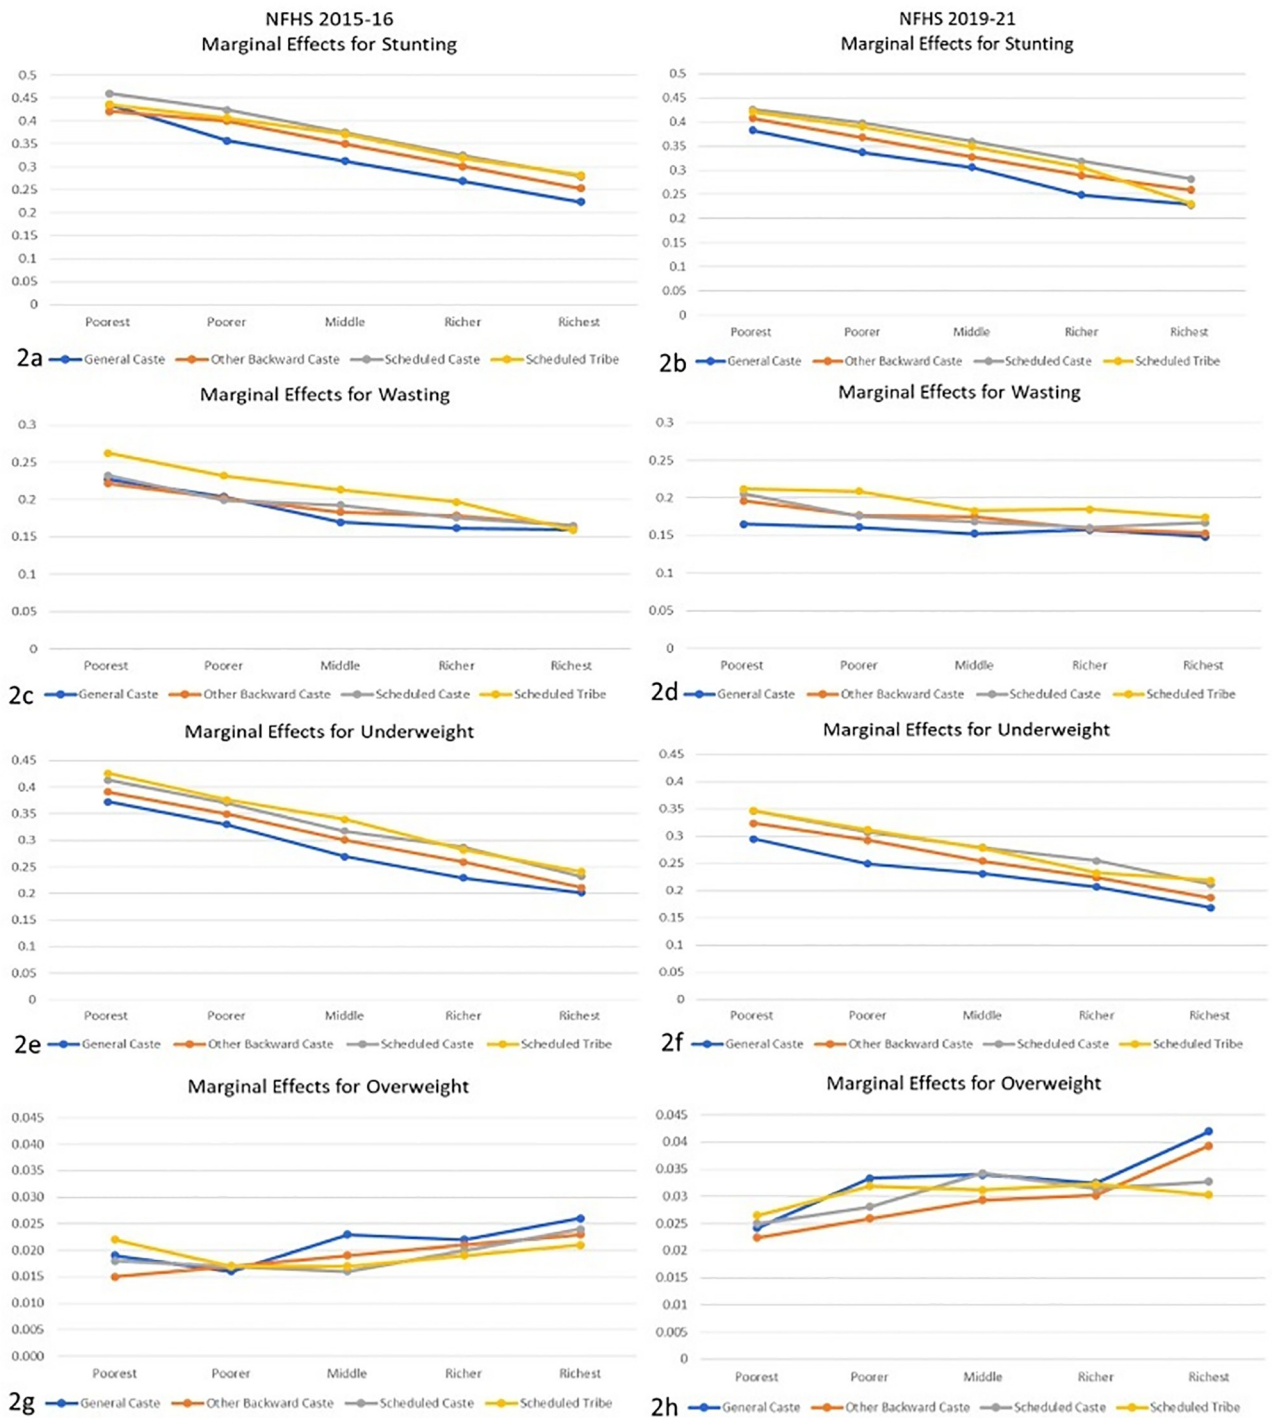 NFHS 2015-16
Marginal Effects for Stunting
0.5
0.45
0.4
0.35
0.3
0.25
0.2
0.15
0.1
0.05
0
Poorest Poorer Middle Richer Richest
2a General Caste Other Backward Caste Scheduled Caste Scheduled Tribe
NFHS 2019-21
Marginal Effects for Stunting
0.5
0.45
0.4
0.35
0.3
0.25
0.2
0.15
0.1
0.05
0
Poorest Poorer Middle Richer Richest
2b General Caste Other Backward Caste Scheduled Caste Scheduled Tribe
Marginal Effects for Wasting
0.3
0.25
0.2
0.15
0.1
0.05
0
Poorest Poorer Middle Richer Richest
2c General Caste Other Backward Caste Scheduled Caste Scheduled Tribe
Marginal Effects for Wasting
0.3
0.25
0.2
0.15
0.1
0.05
0
Poorest Poorer Middle Richer Richest
2d General Caste Other Backward Caste Scheduled Caste Scheduled Tribe
Marginal Effects for Underweight
0.45
0.4
0.35
0.3
0.25
0.2
0.15
0.1
0.05
0
Poorest Poorer Middle Richer Richest
2e General Caste Other Backward Caste Scheduled Caste Scheduled Tribe
Marginal Effects for Underweight
0.45
0.4
0.35
0.3
0.25
0.2
0.15
0.1
0.05
0
Poorest Poorer Middle Richer Richest
2f General Caste Other Backward Caste Scheduled Caste Scheduled Tribe
Marginal Effects for Overweight
0.045
0.040
0.035
0.030
0.025
0.020
0.015
0.010
0.005
0.000
Poorest Poorer Middle Richer Richest
2g General Caste Other Backward Caste Scheduled Caste Scheduled Tribe
Marginal Effects for Overweight
0.045
0.04
0.035
0.03
0.025
0.02
0.015
0.01
0.005
0
Poorest Poorer Middle Richer Richest
2h General Caste Other Backward Caste Scheduled Caste Scheduled Tribe